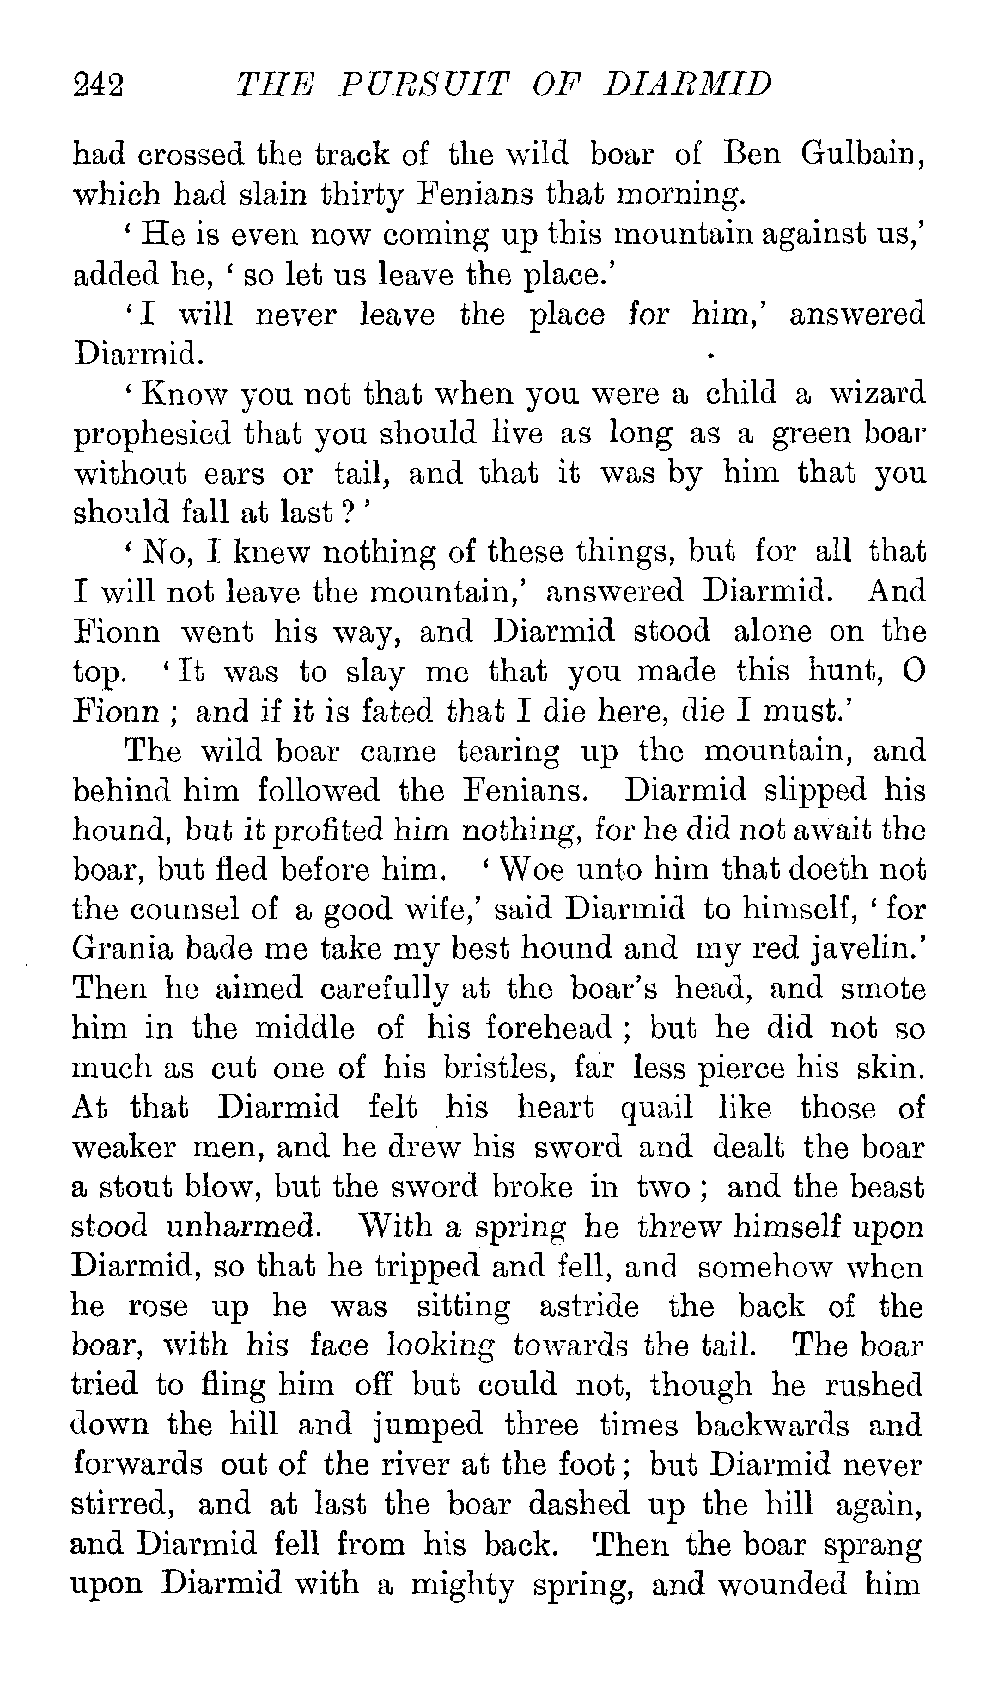 242 THE PURSUIT OF DIARMID
had crossed the track of the wild boar of Ben Gulbain,
which had slain thirty Fenians that morning.
‘ He is even now coming up this mountain against us,’
added he, ‘ so let us leave the place.’
‘ I will never leave the place for him,’ answered
Diarmid.
‘ Know you not that when you were a child a wizard
prophesied that you should live as long as a green boar
without ears or tail, and that it was by him that you
should fall at last ? ’
‘ No, I knew nothing of these things, but for all that
I will not leave the mountain,’ answered Diarmid. And
Fionn went his way, and Diarmid stood alone on the
top. ‘ It was to slay me that you made this hunt, O
Fionn ; and if it is fated that I die here, die I must.’
The wild boar came tearing up the mountain, and
behind him followed the Fenians. Diarmid slipped his
hound, but it profited him nothing, for he did not await the
boar, but fled before him. ‘ Woe unto him that doeth not
the counsel of a good wife,’ said Diarmid to himself, ‘ for
Grania bade me take my best hound and my red javelin.’
Then he aimed carefully at the boar’s head, and smote
him in the middle of his forehead ; but he did not so
much as cut one of his bristles, far less pierce his skin.
At that Diarmid felt his heart quail like those of
weaker men, and he drew his sword and dealt the boar
a stout blow, but the sword broke in two ; and the beast
stood unharmed. With a spring he threw himself upon
Diarmid, so that he tripped and fell, and somehow when
he rose up he was sitting astride the back of the
boar, with his face looking towards the tail. The boar
tried to fling him off but could not, though he rushed
down the hill and jumped three times backwards and
forwards out of the river at the foot ; but Diarmid never
stirred, and at last the boar dashed up the hill again,
and Diarmid fell from his back. Then the boar sprang
upon Diarmid with a mighty spring, and wounded him